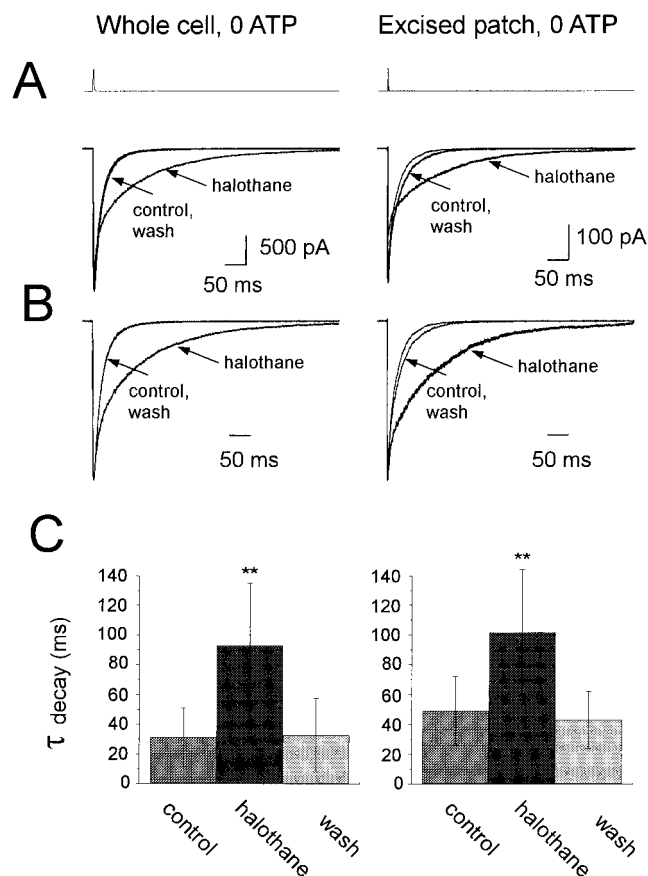 Whole cell, 0 ATP
Excised patch, 0 ATP
A
halothane
control,
wash
500 pA
50 ms
halothane
control,
wash
100 pA
50 ms
B
halothane
control,
wash
50 ms
halothane
control,
wash
50 ms
C
τ decay (ms)
140
120
100
80
60
40
20
0
**
control
halothane
wash
140
120
100
80
60
40
20
0
**
control
halothane
wash